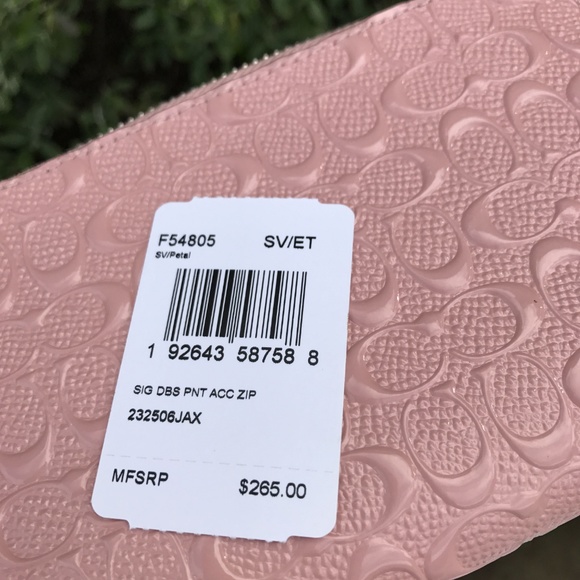 F54805 SV/ET
SV/Petal
1 92643 58758 8
SIG DBS PNT ACC ZIP
232506JAX
MFSRP $265.00